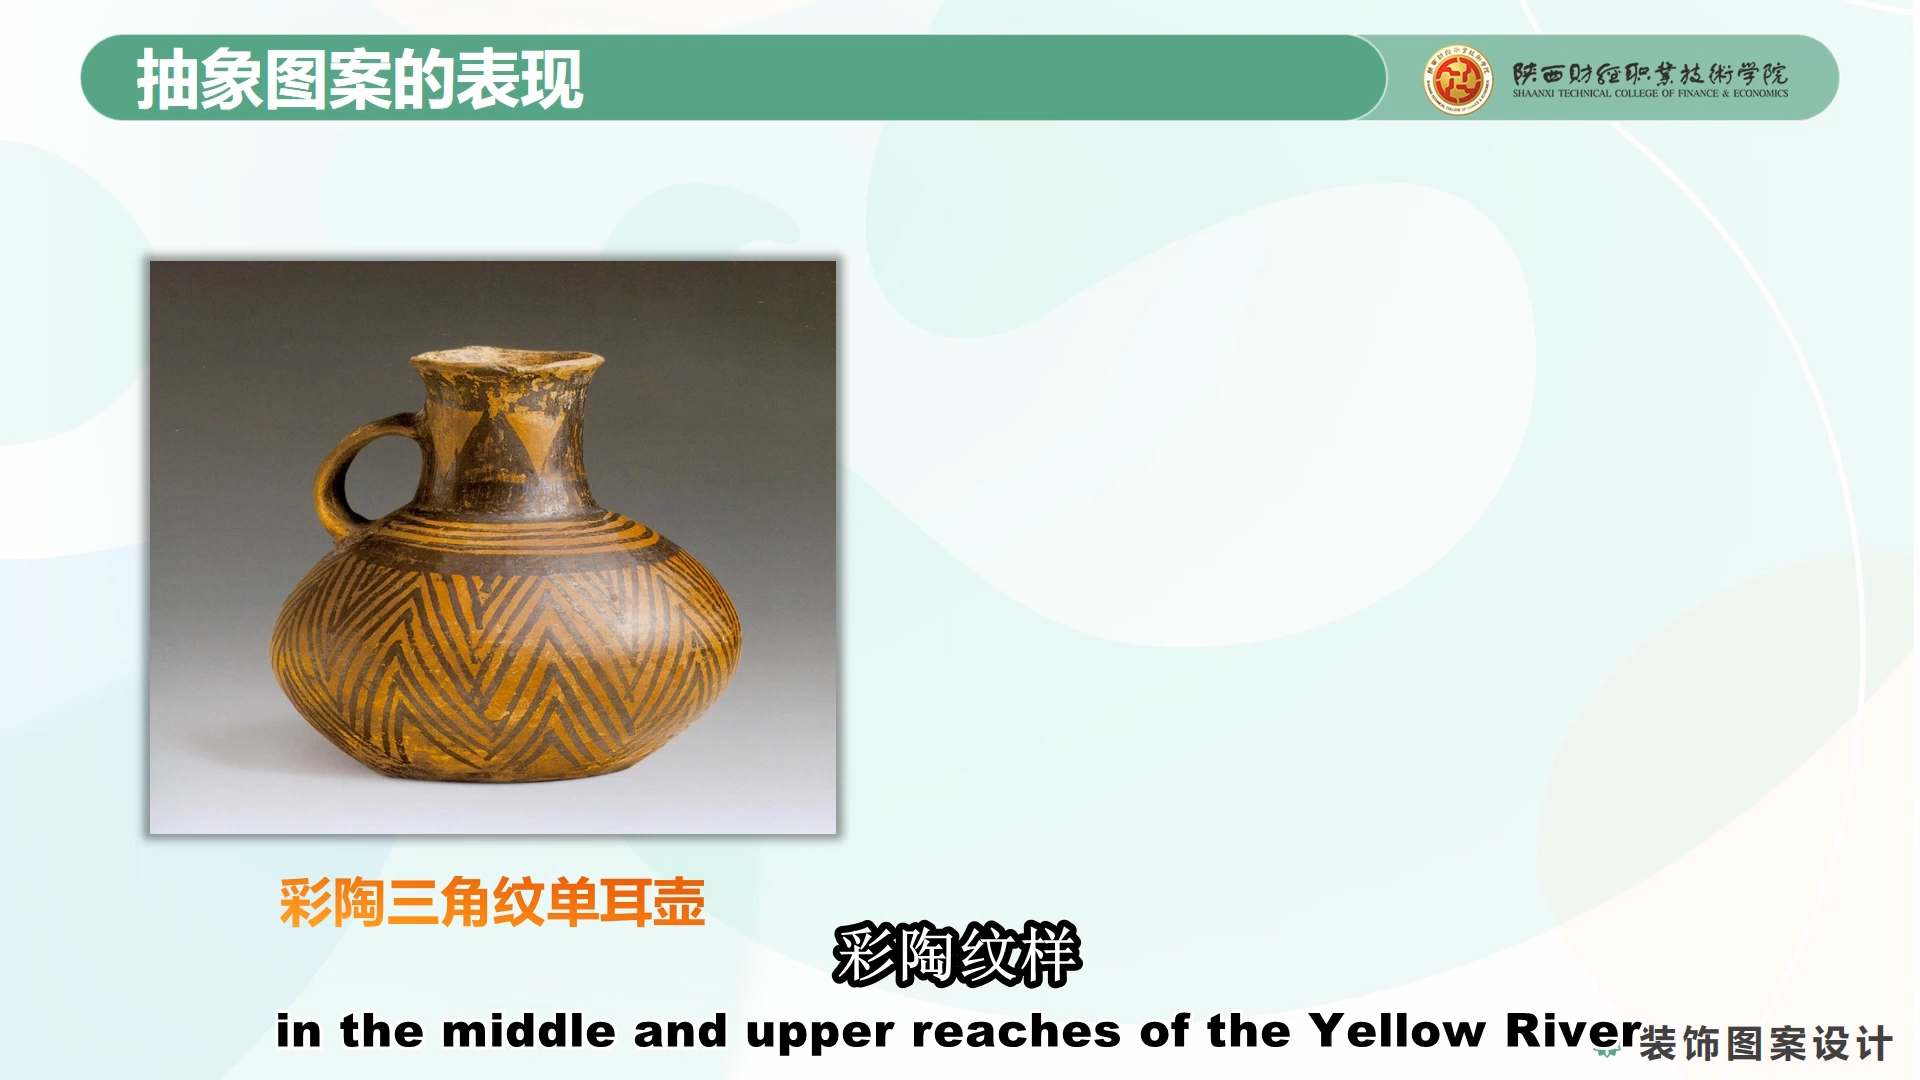 抽象图案的表现
陕西财经职业技術学院
SHAANXI TECHNICAL COLLEGE OF FINANCE & ECONOMICS
彩陶三角纹单耳壶
彩陶纹样
in the middle and upper reaches of the Yellow River
装饰图案设计